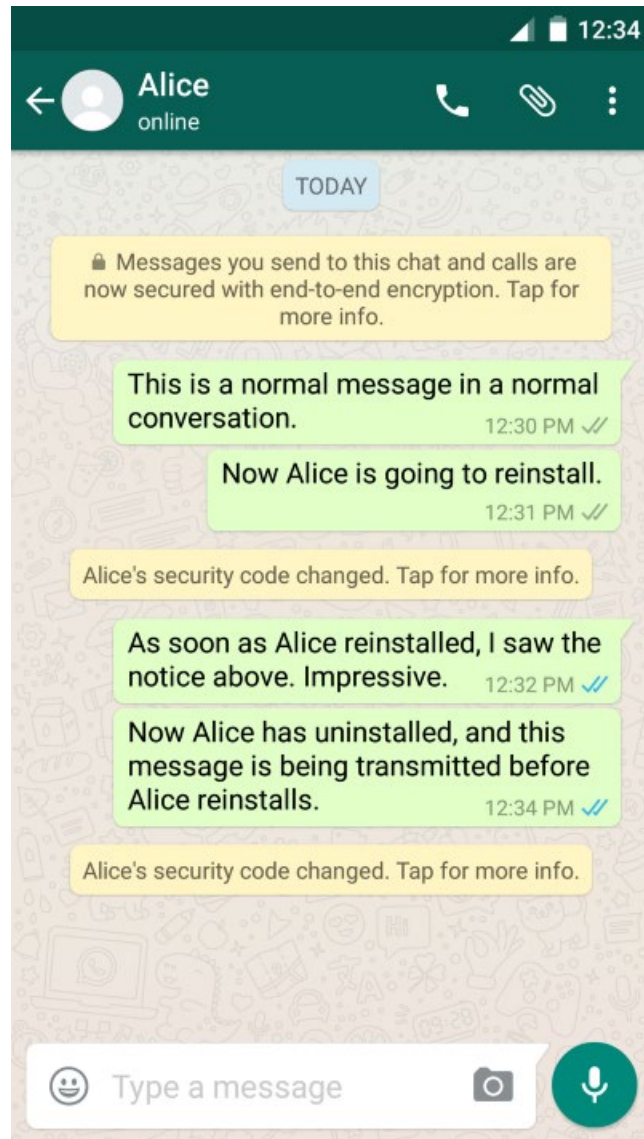 12:34
Alice
online
TODAY
Messages you send to this chat and calls are
now secured with end-to-end encryption. Tap for
more info.
This is a normal message in a normal
conversation.
12:30 PM
Now Alice is going to reinstall.
12:31 PM
Alice's security code changed. Tap for more info.
As soon as Alice reinstalled, I saw the
notice above. Impressive.
12:32 PM
Now Alice has uninstalled, and this
message is being transmitted before
Alice reinstalls.
12:34 PM
Alice's security code changed. Tap for more info.
Type a message